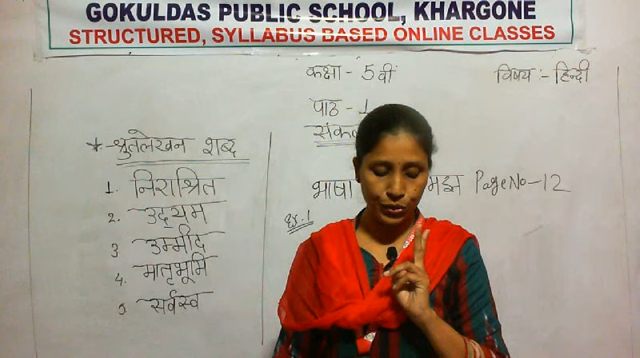 GOKULDAS PUBLIC SCHOOL, KHARGONE
STRUCTURED, SYLLABUS BASED ONLINE CLASSES
कक्षा - 5 वीं
विषय :- हिन्दी
पाठ - 1
* श्रुतलेखन शब्द
1. निराश्रित
2. उद्यम
3 उम्मीद
4. मातृभूमि
5 सर्वस्व
भाषा Page No - 12